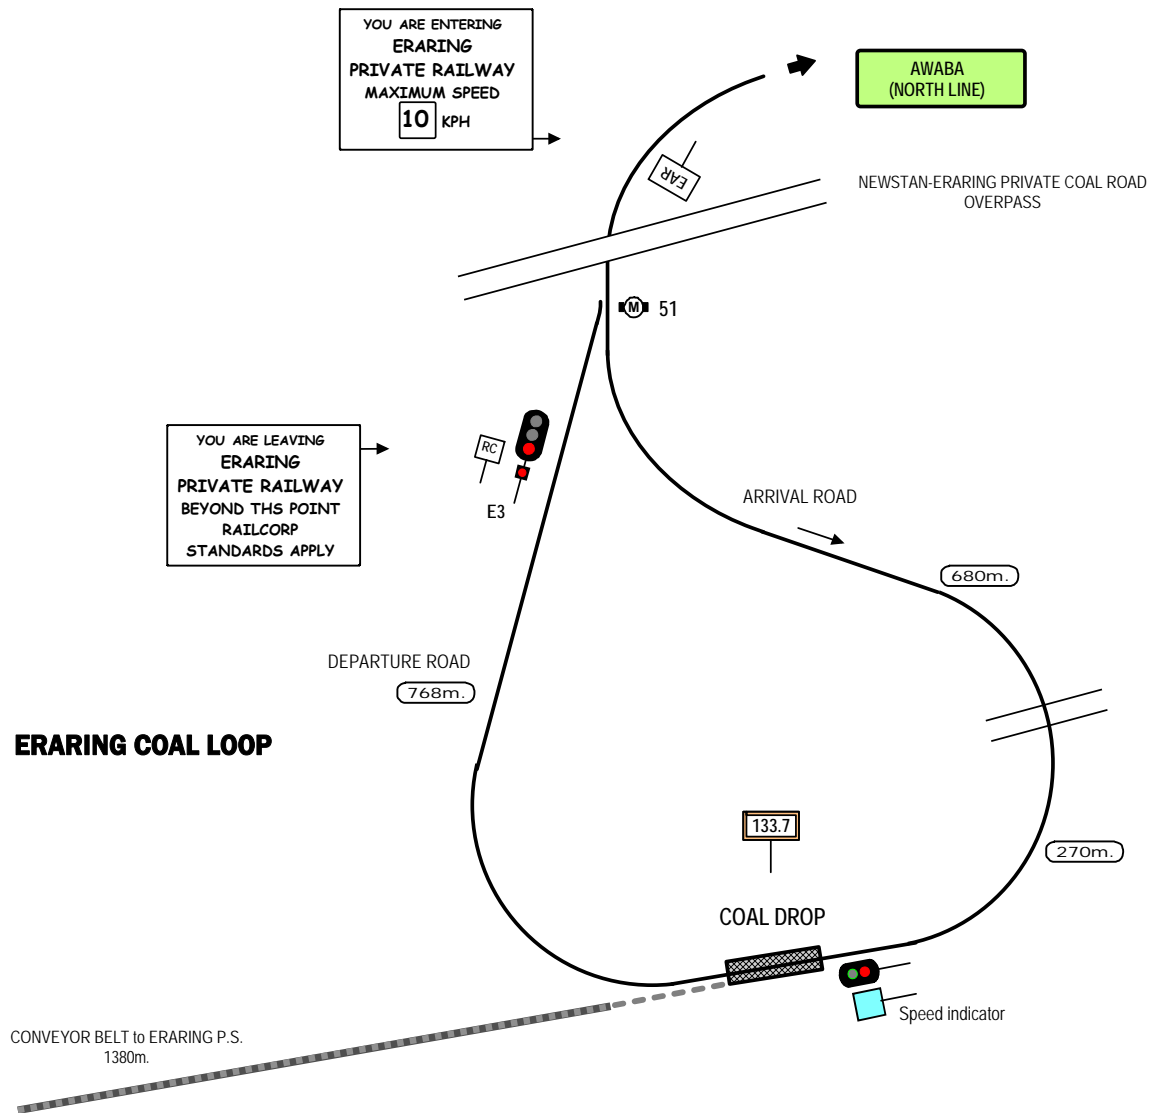 YOU ARE ENTERING
ERARING
PRIVATE RAILWAY
MAXIMUM SPEED
10 KPH
AWABA
(NORTH LINE)
EAR
NEWSTAN-ERARING PRIVATE COAL ROAD
OVERPASS
M 51
YOU ARE LEAVING
ERARING
PRIVATE RAILWAY
BEYOND THS POINT
RAILCORP
STANDARDS APPLY
RC
E3
ARRIVAL ROAD
680m.
DEPARTURE ROAD
768m.
ERARING COAL LOOP
133.7
270m.
COAL DROP
Speed indicator
CONVEYOR BELT to ERARING P.S.
1380m.